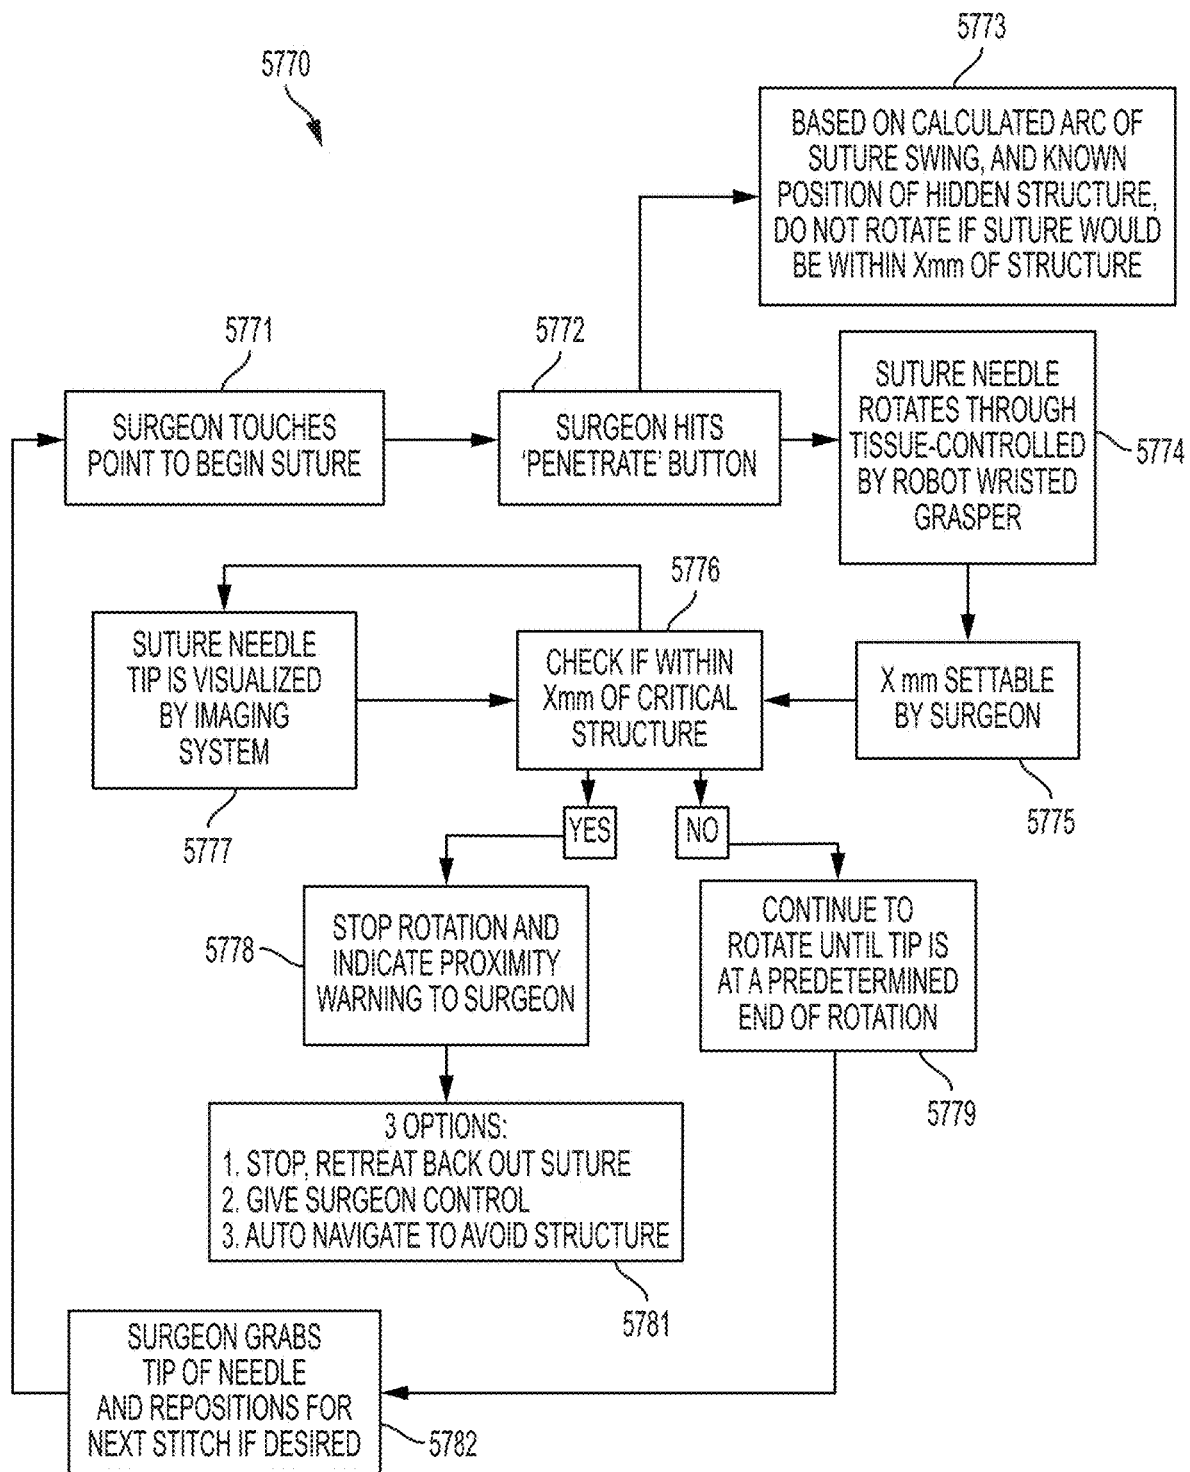 5770
5773
BASED ON CALCULATED ARC OF
SUTURE SWING, AND KNOWN
POSITION OF HIDDEN STRUCTURE,
DO NOT ROTATE IF SUTURE WOULD
BE WITHIN Xmm OF STRUCTURE
5771
SURGEON TOUCHES
POINT TO BEGIN SUTURE
5772
SURGEON HITS
'PENETRATE' BUTTON
SUTURE NEEDLE
ROTATES THROUGH
TISSUE-CONTROLLED
BY ROBOT WRISTED
GRASPER
5774
5776
SUTURE NEEDLE
TIP IS VISUALIZED
BY IMAGING
SYSTEM
5777
CHECK IF WITHIN
Xmm OF CRITICAL
STRUCTURE
X mm SETTABLE
BY SURGEON
5775
YES
NO
5778
STOP ROTATION AND
INDICATE PROXIMITY
WARNING TO SURGEON
CONTINUE TO
ROTATE UNTIL TIP IS
AT A PREDETERMINED
END OF ROTATION
5779
3 OPTIONS:
1. STOP, RETREAT BACK OUT SUTURE
2. GIVE SURGEON CONTROL
3. AUTO NAVIGATE TO AVOID STRUCTURE
5781
SURGEON GRABS
TIP OF NEEDLE
AND REPOSITIONS FOR
NEXT STITCH IF DESIRED
5782